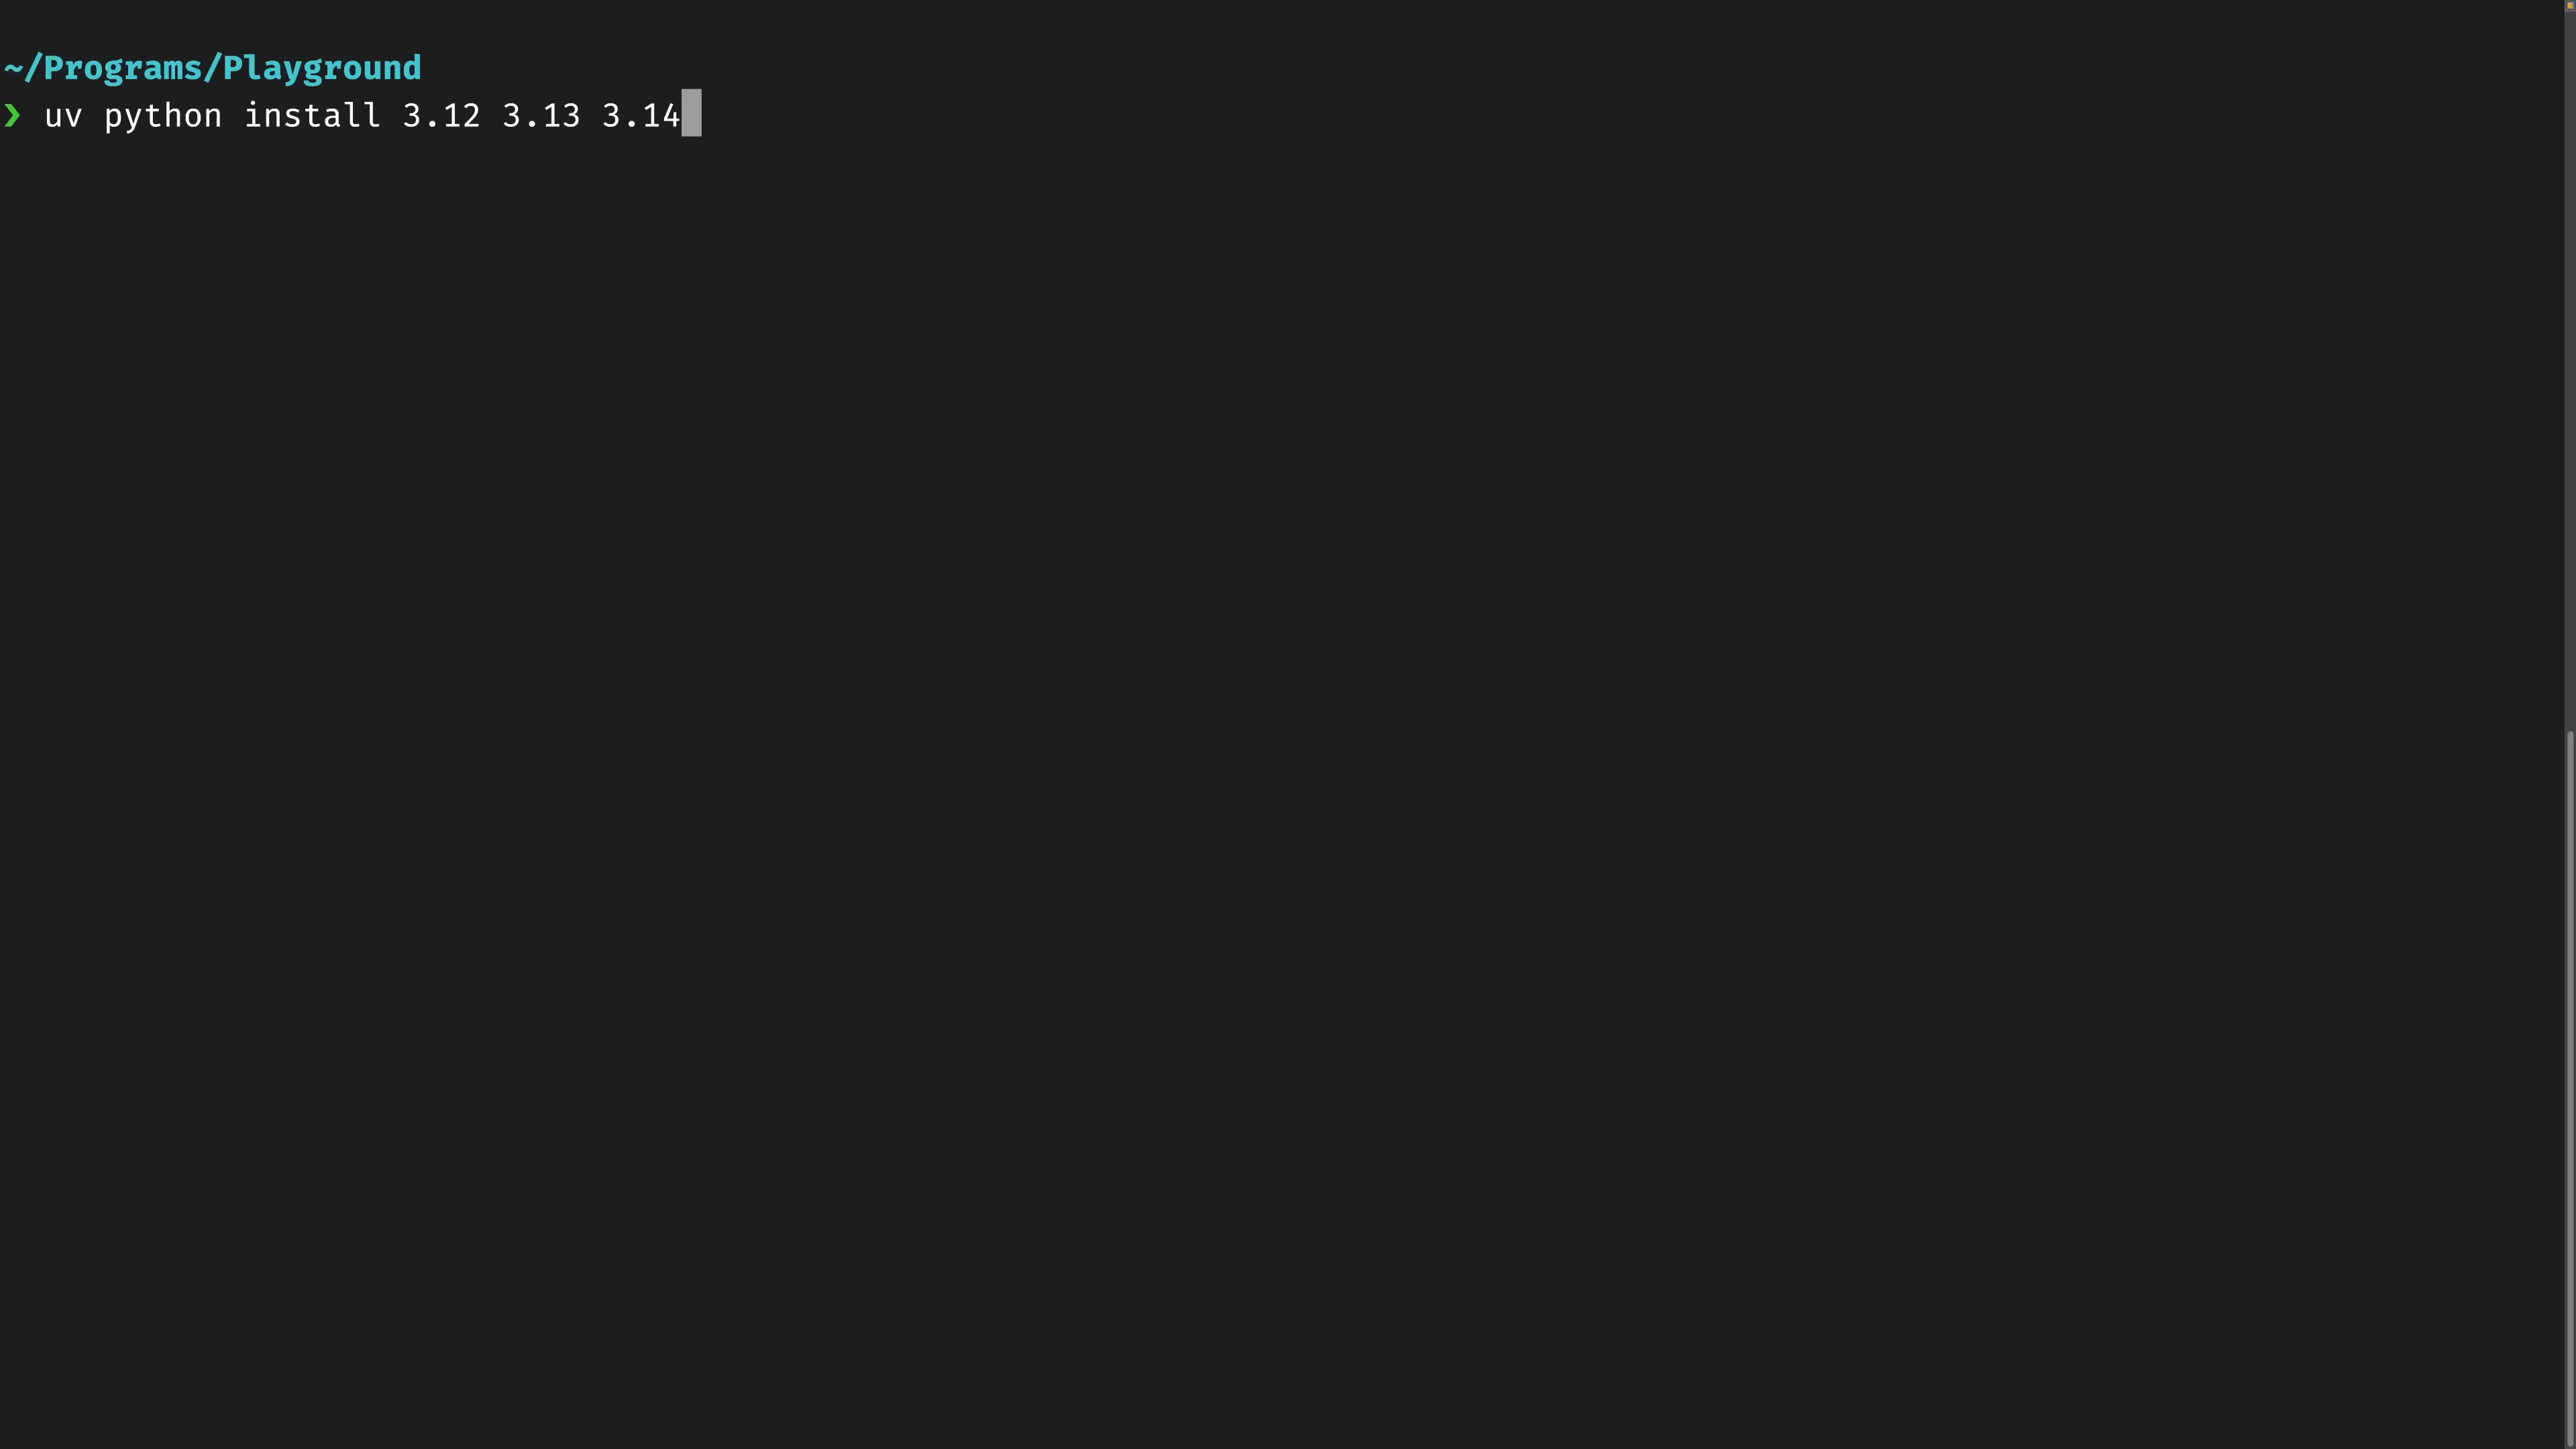 ~/Programs/Playground
❯ uv python install 3.12 3.13 3.14